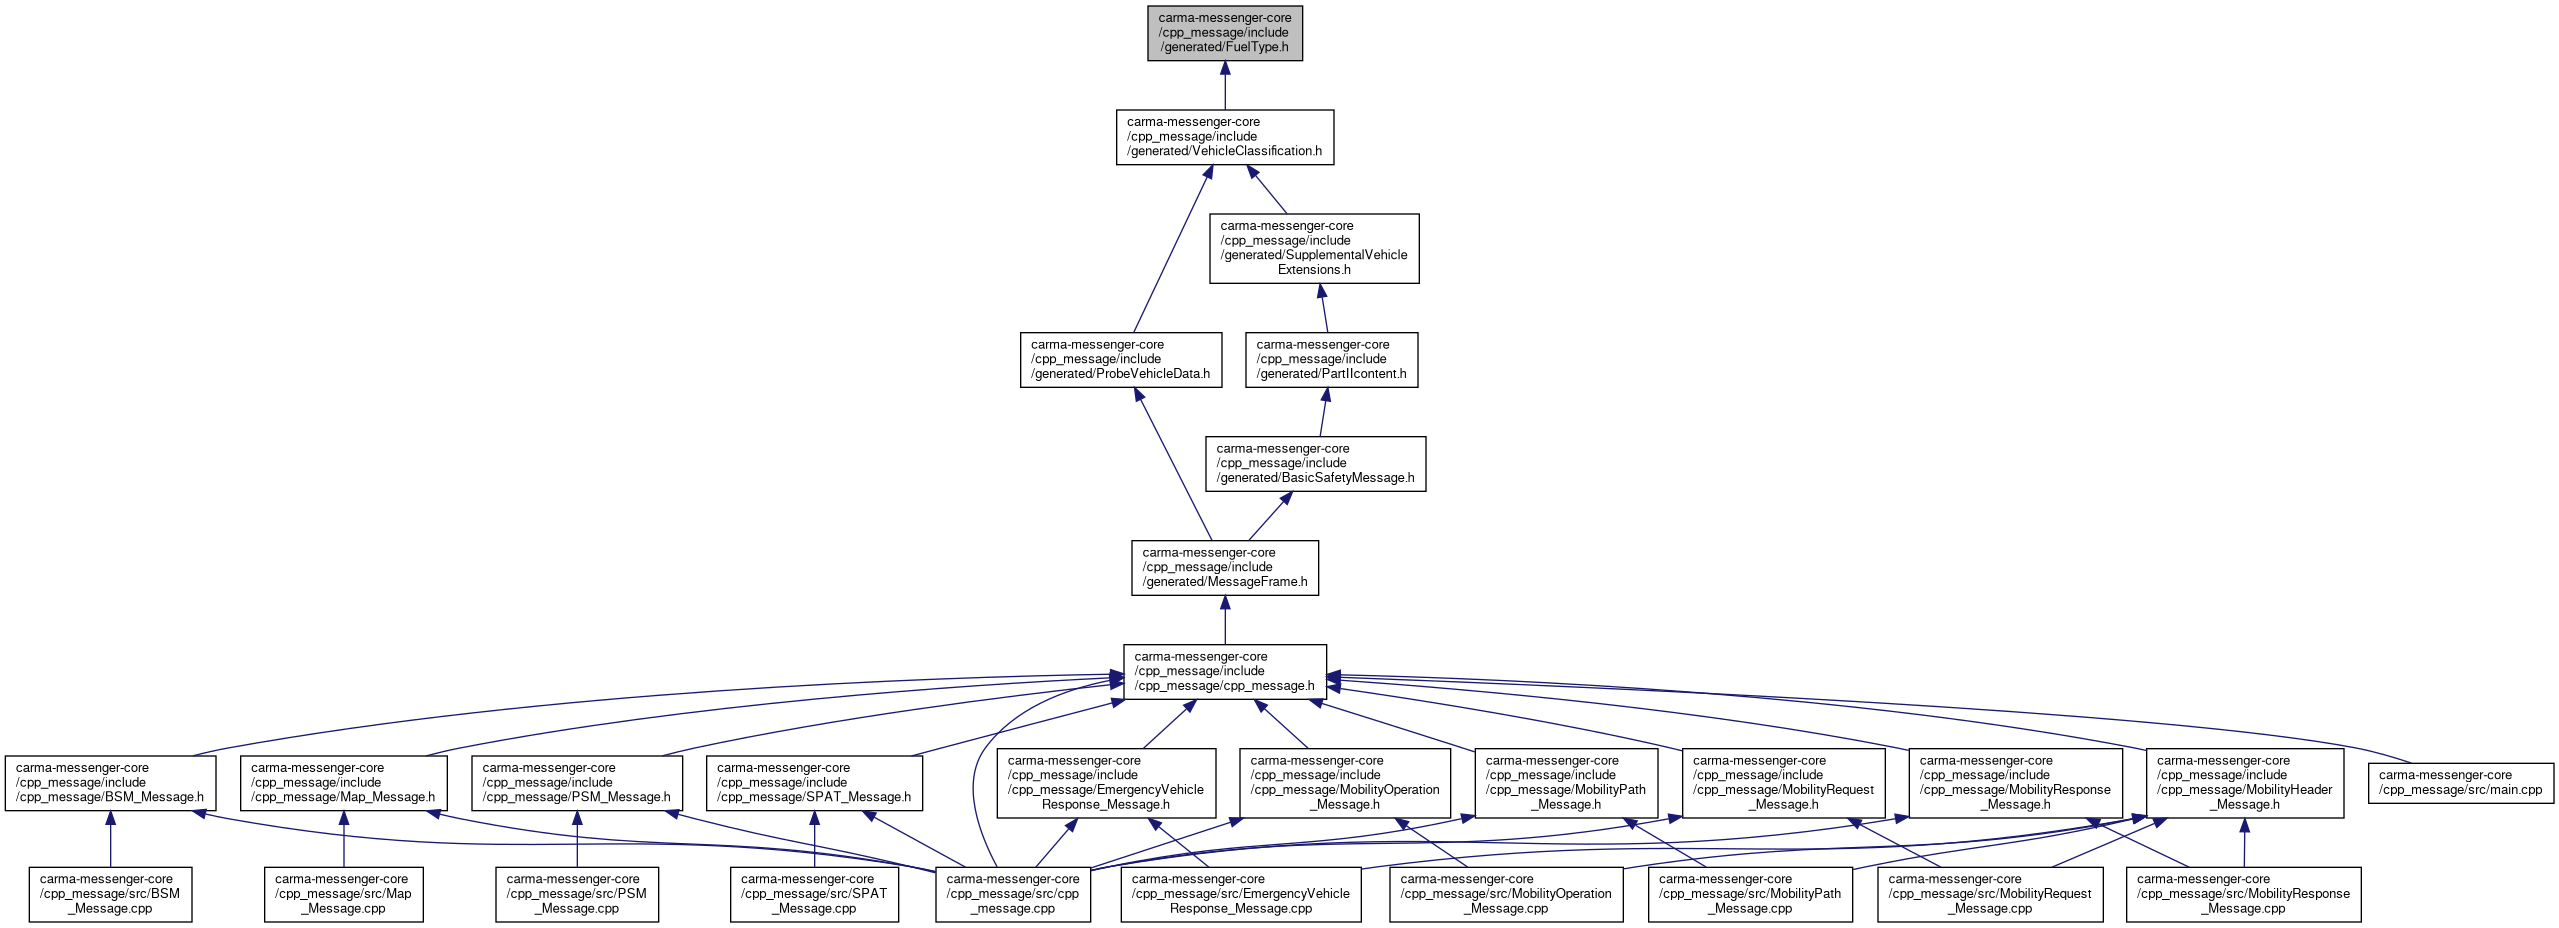 carma-messenger-core
/cpp_message/include
/generated/FuelType.h
carma-messenger-core
/cpp_message/include
/generated/VehicleClassification.h
carma-messenger-core
/cpp_message/include
/generated/SupplementalVehicle
Extensions.h
carma-messenger-core
/cpp_message/include
/generated/ProbeVehicleData.h
carma-messenger-core
/cpp_message/include
/generated/PartIIcontent.h
carma-messenger-core
/cpp_message/include
/generated/BasicSafetyMessage.h
carma-messenger-core
/cpp_message/include
/generated/MessageFrame.h
carma-messenger-core
/cpp_message/include
/cpp_message/cpp_message.h
carma-messenger-core
/cpp_message/include
/cpp_message/BSM_Message.h
carma-messenger-core
/cpp_message/include
/cpp_message/Map_Message.h
carma-messenger-core
/cpp_message/include
/cpp_message/PSM_Message.h
carma-messenger-core
/cpp_message/include
/cpp_message/SPAT_Message.h
carma-messenger-core
/cpp_message/include
/cpp_message/EmergencyVehicle
Response_Message.h
carma-messenger-core
/cpp_message/include
/cpp_message/MobilityOperation
_Message.h
carma-messenger-core
/cpp_message/include
/cpp_message/MobilityPath
_Message.h
carma-messenger-core
/cpp_message/include
/cpp_message/MobilityRequest
_Message.h
carma-messenger-core
/cpp_message/include
/cpp_message/MobilityResponse
_Message.h
carma-messenger-core
/cpp_message/include
/cpp_message/MobilityHeader
_Message.h
carma-messenger-core
/cpp_message/src/main.cpp
carma-messenger-core
/cpp_message/src/BSM
_Message.cpp
carma-messenger-core
/cpp_message/src/Map
_Message.cpp
carma-messenger-core
/cpp_message/src/PSM
_Message.cpp
carma-messenger-core
/cpp_message/src/SPAT
_Message.cpp
carma-messenger-core
/cpp_message/src/cpp
_message.cpp
carma-messenger-core
/cpp_message/src/EmergencyVehicle
Response_Message.cpp
carma-messenger-core
/cpp_message/src/MobilityOperation
_Message.cpp
carma-messenger-core
/cpp_message/src/MobilityPath
_Message.cpp
carma-messenger-core
/cpp_message/src/MobilityRequest
_Message.cpp
carma-messenger-core
/cpp_message/src/MobilityResponse
_Message.cpp